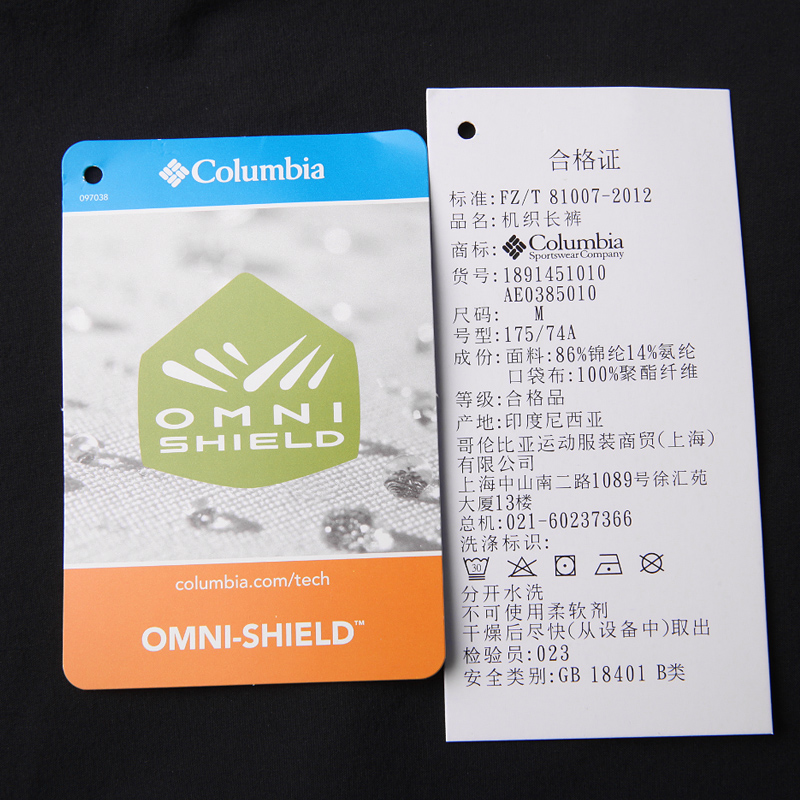 Columbia
097038
OMNI
SHIELD
columbia.com/tech
OMNI-SHIELD™
合格证
标准:FZ/T 81007-2012
品名:机织长裤
商标:Columbia
Sportswear Company
货号:1891451010
AE0385010
尺码: M
号型:175/74A
成份:面料:86%锦纶14%氨纶
口袋布:100%聚酯纤维
等级:合格品
产地:印度尼西亚
哥伦比亚运动服装商贸(上海)
有限公司
上海中山南二路1089号徐汇苑
大厦13楼
总机:021-60237366
洗涤标识:
30
分开水洗
不可使用柔软剂
干燥后尽快(从设备中)取出
检验员:023
安全类别:GB 18401 B类